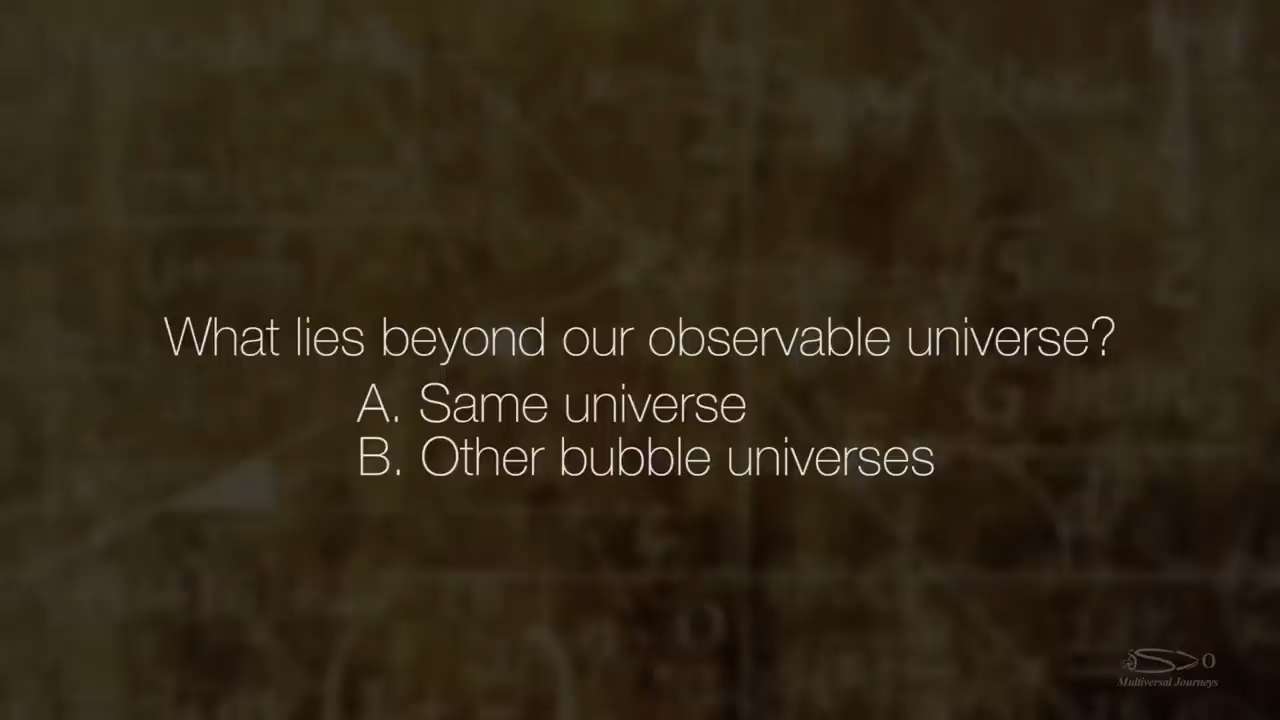 What lies beyond our observable universe?
A. Same universe
B. Other bubble universes
Multiversal Journeys